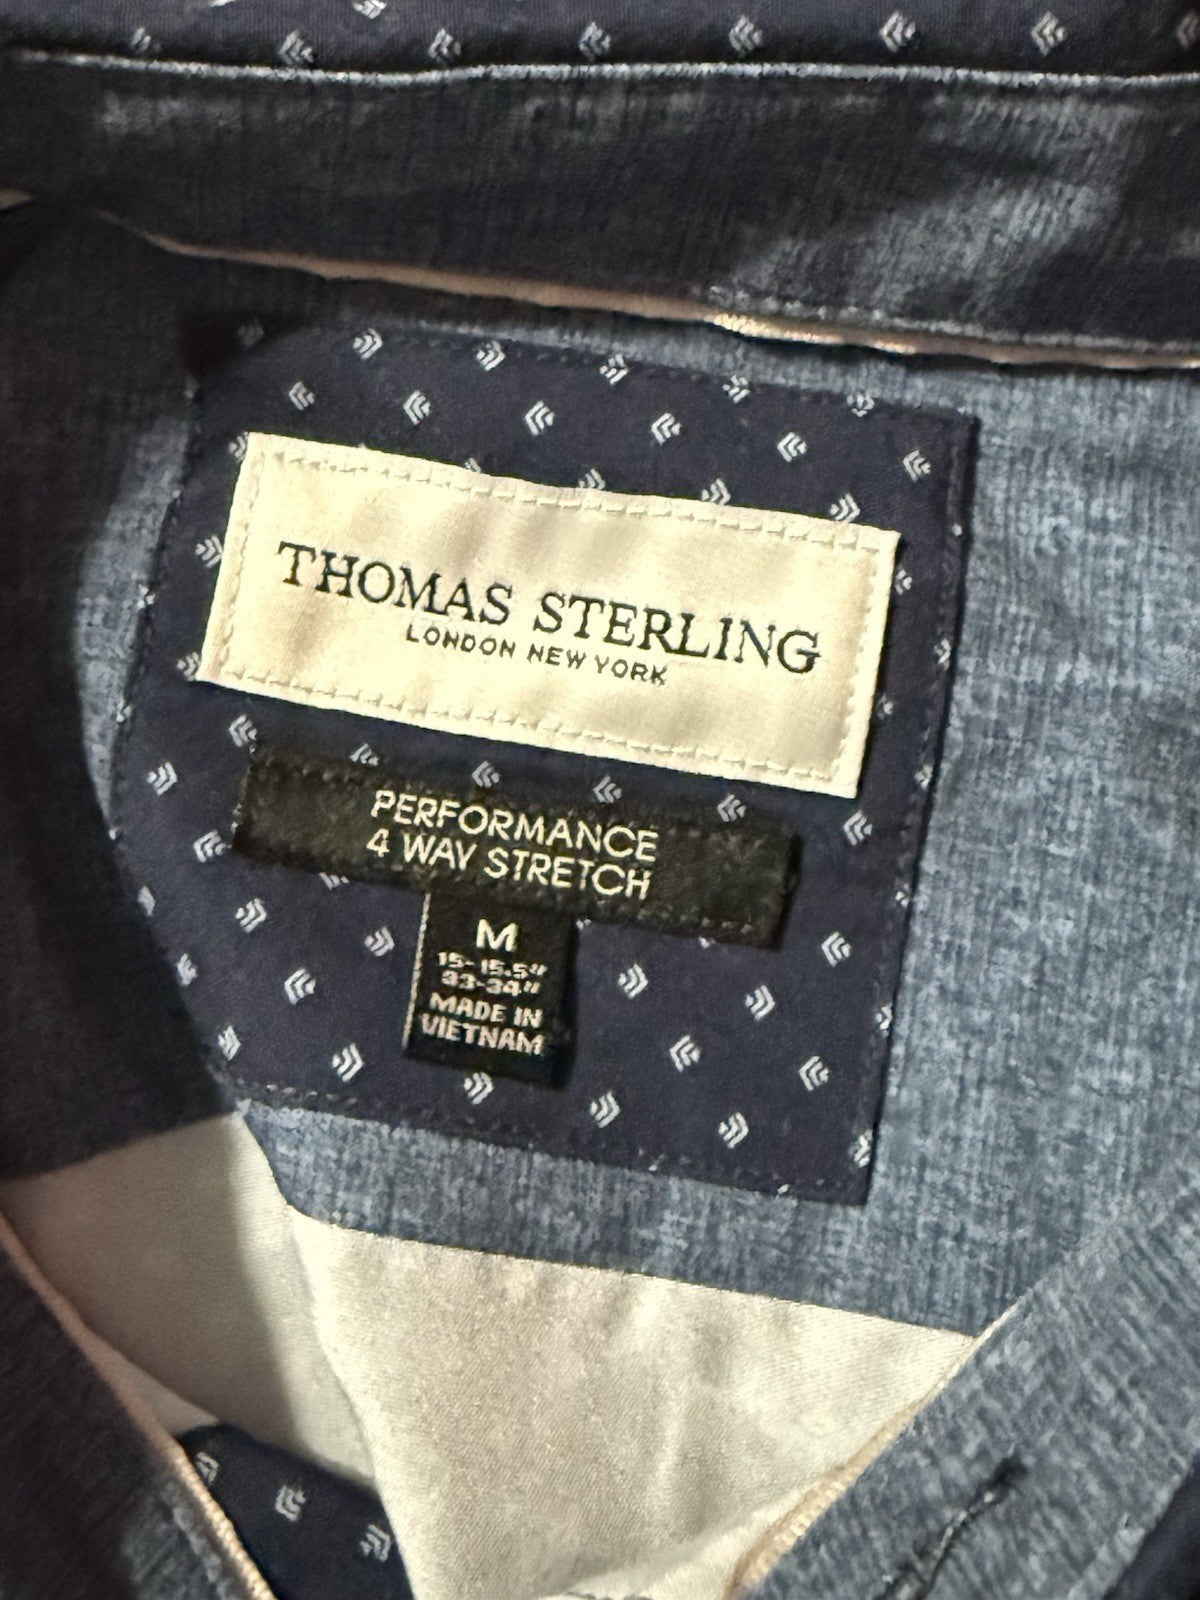 THOMAS STERLING
LONDON NEW YORK
PERFORMANCE
4 WAY STRETCH
M
15-15.5"
33-34"
MADE IN
VIETNAM